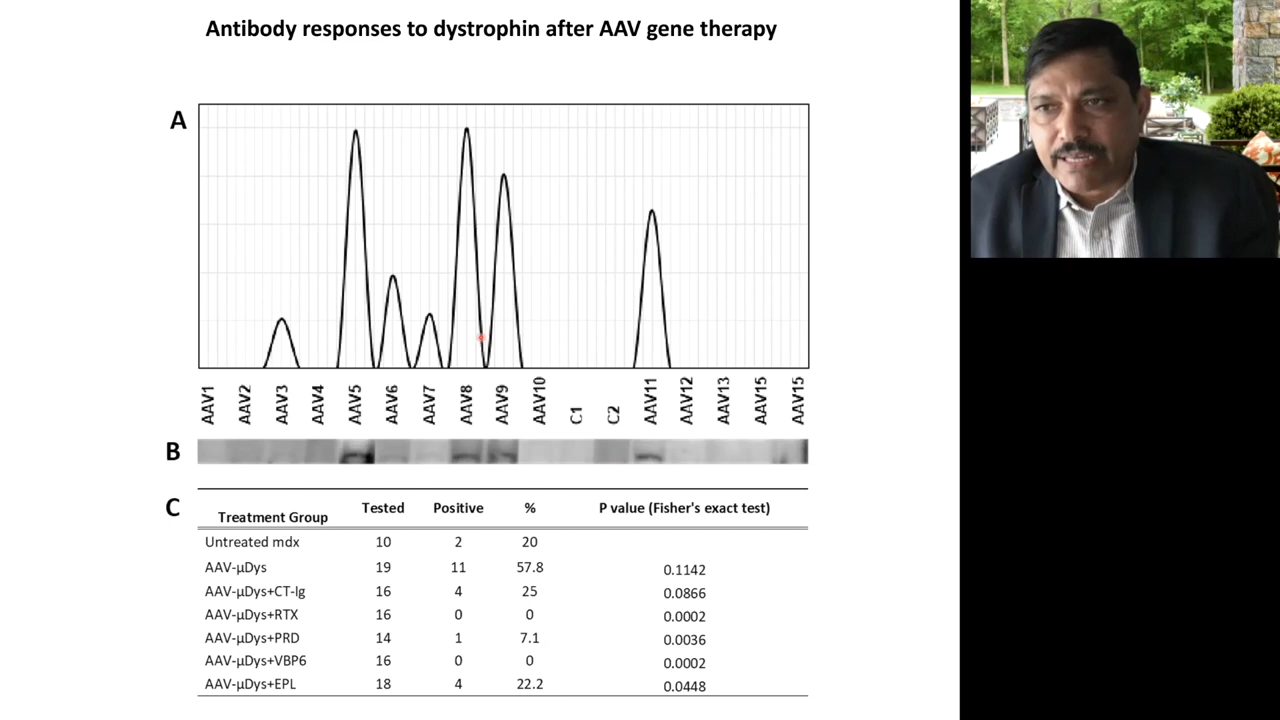 Antibody responses to dystrophin after AAV gene therapy
A
AAV1 AAV2 AAV3 AAV4 AAV5 AAV6 AAV7 AAV8 AAV9 AAV10 C1 C2 AAV11 AAV12 AAV13 AAV15 AAV15
B
C
Treatment Group Tested Positive % P value (Fisher's exact test)
Untreated mdx 10 2 20
AAV-µDys 19 11 57.8 0.1142
AAV-µDys+CT-Ig 16 4 25 0.0866
AAV-µDys+RTX 16 0 0 0.0002
AAV-µDys+PRD 14 1 7.1 0.0036
AAV-µDys+VBP6 16 0 0 0.0002
AAV-µDys+EPL 18 4 22.2 0.0448